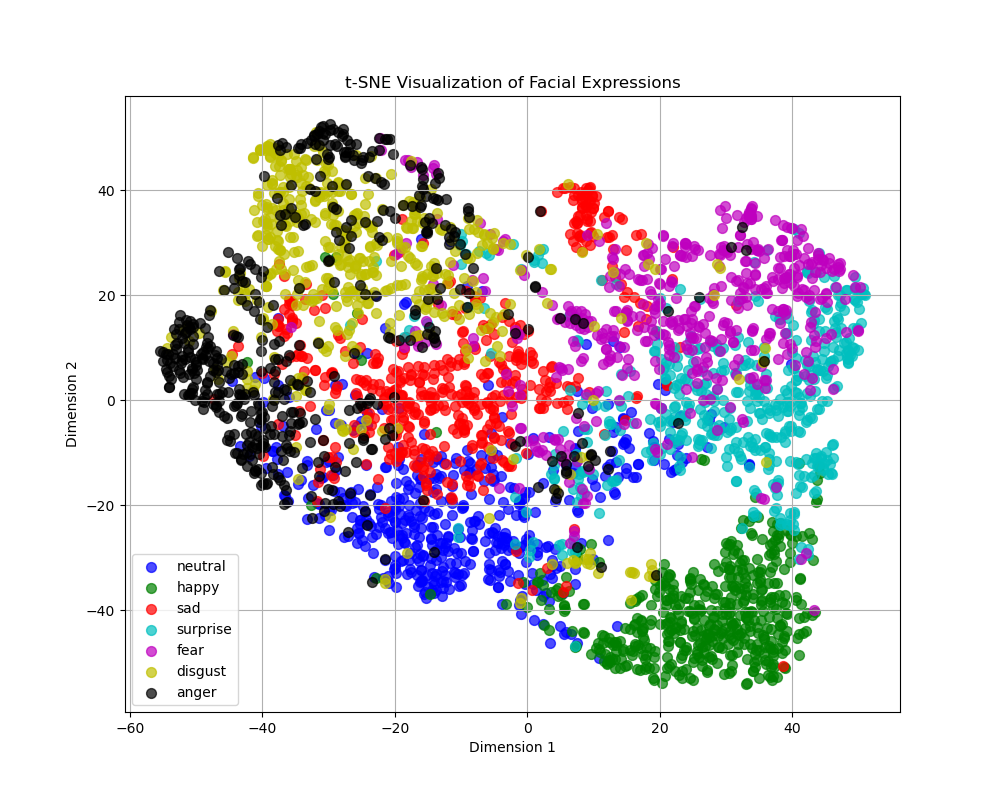 t-SNE Visualization of Facial Expressions
Dimension 2
40
20
0
−20
−40
neutral
happy
sad
surprise
fear
disgust
anger
−60
−40
−20
0
20
40
Dimension 1